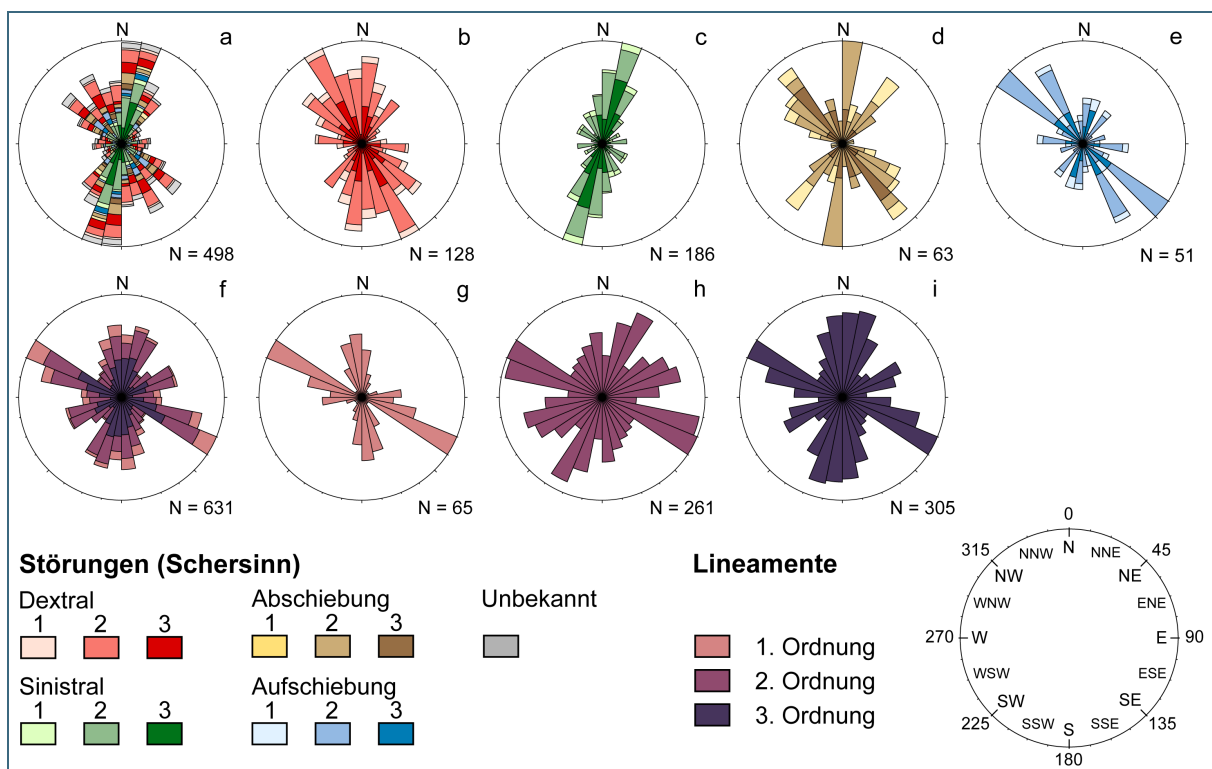 N a
N b
N c
N d
N e
N = 498
N = 128
N = 186
N = 63
N = 51
N f
N g
N h
N i
N = 631
N = 65
N = 261
N = 305
Störungen (Schersinn)
Dextral
1 2 3
Sinistral
1 2 3
Abschiebung
1 2 3
Aufschiebung
1 2 3
Unbekannt
Lineamente
1. Ordnung
2. Ordnung
3. Ordnung
0
N
NNE
45
NE
ENE
E 90
ESE
SE
135
SSE
S
180
SSW
SW
225
WSW
270 W
WNW
NW
315
NNW